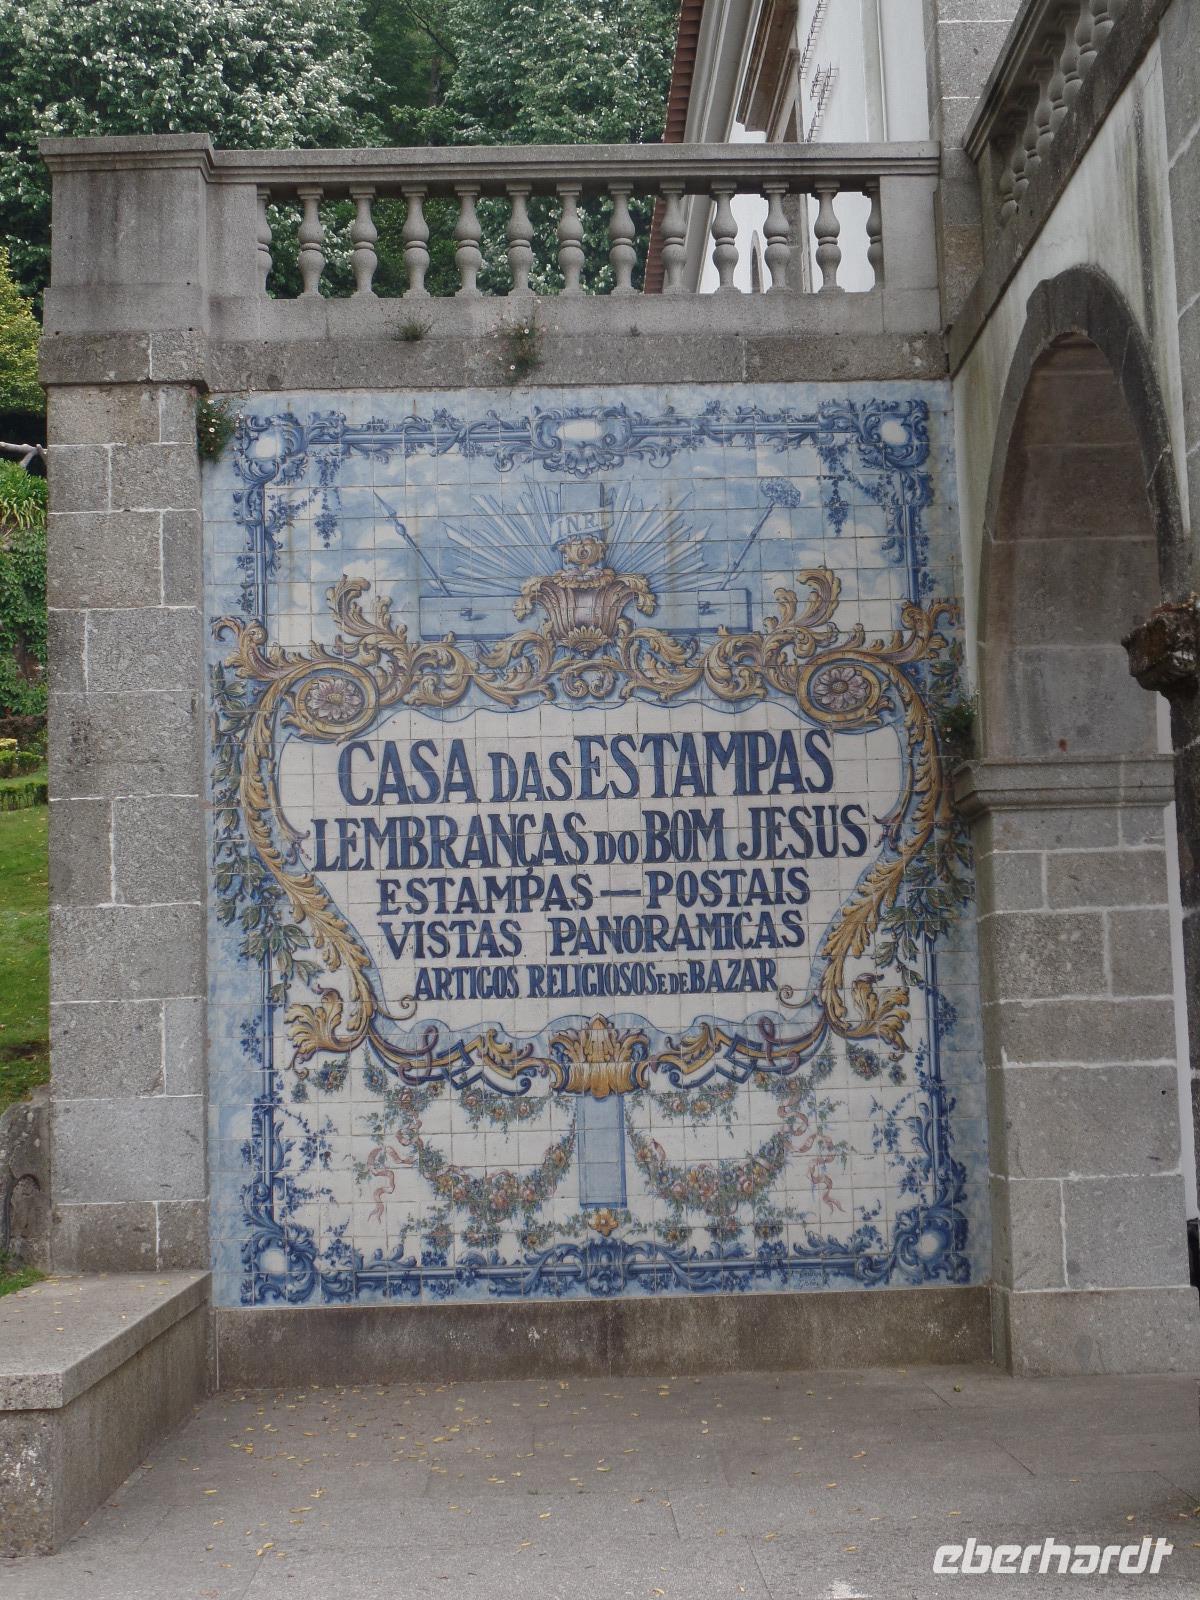 INRI
CASA DAS ESTAMPAS
LEMBRANÇAS DO BOM JESUS
ESTAMPAS — POSTAIS
VISTAS PANORAMICAS
ARTIGOS RELIGIOSOS E DE BAZAR
eberhardt